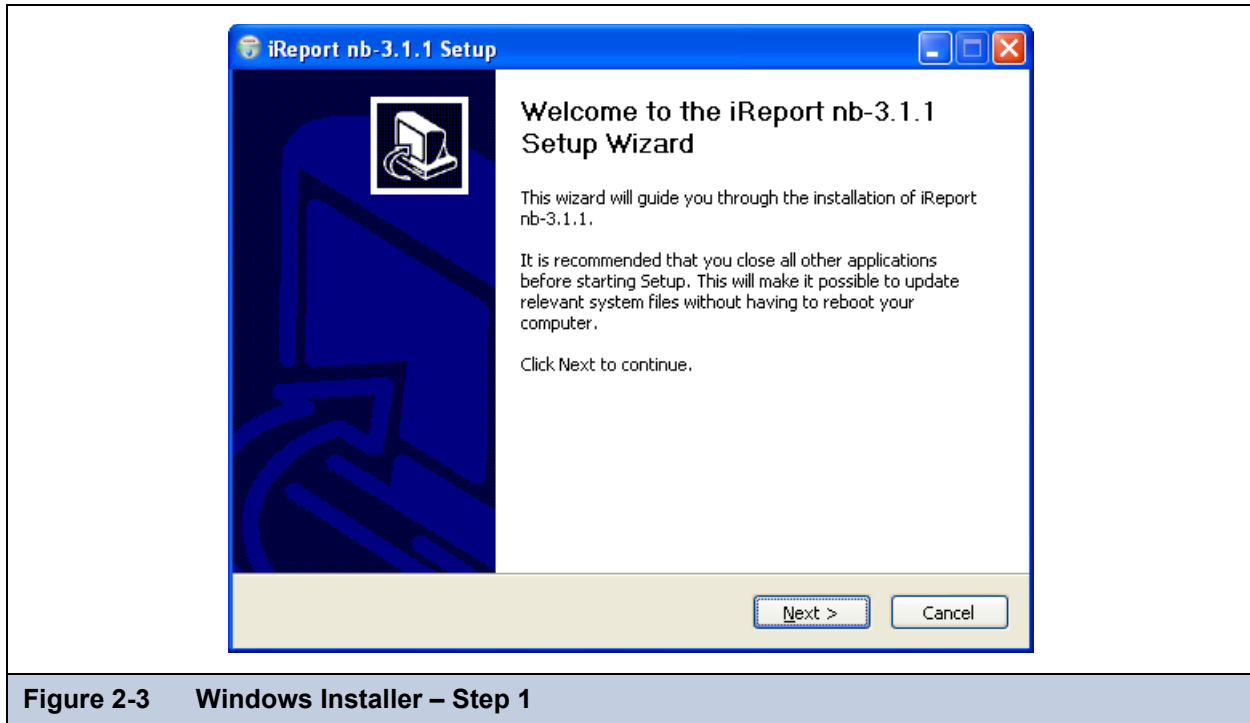 iReport nb-3.1.1 Setup
Welcome to the iReport nb-3.1.1
Setup Wizard
This wizard will guide you through the installation of iReport
nb-3.1.1.
It is recommended that you close all other applications
before starting Setup. This will make it possible to update
relevant system files without having to reboot your
computer.
Click Next to continue.
Next >
Cancel
Figure 2-3 Windows Installer – Step 1